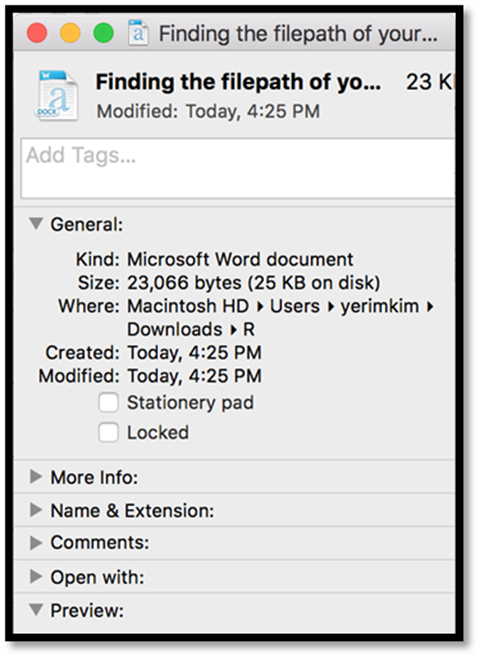 Finding the filepath of your...
Finding the filepath of yo... 23 K
Modified: Today, 4:25 PM
Add Tags...
General:
Kind: Microsoft Word document
Size: 23,066 bytes (25 KB on disk)
Where: Macintosh HD ▸ Users ▸ yerimkim ▸
Downloads ▸ R
Created: Today, 4:25 PM
Modified: Today, 4:25 PM
Stationery pad
Locked
More Info:
Name & Extension:
Comments:
Open with:
Preview: